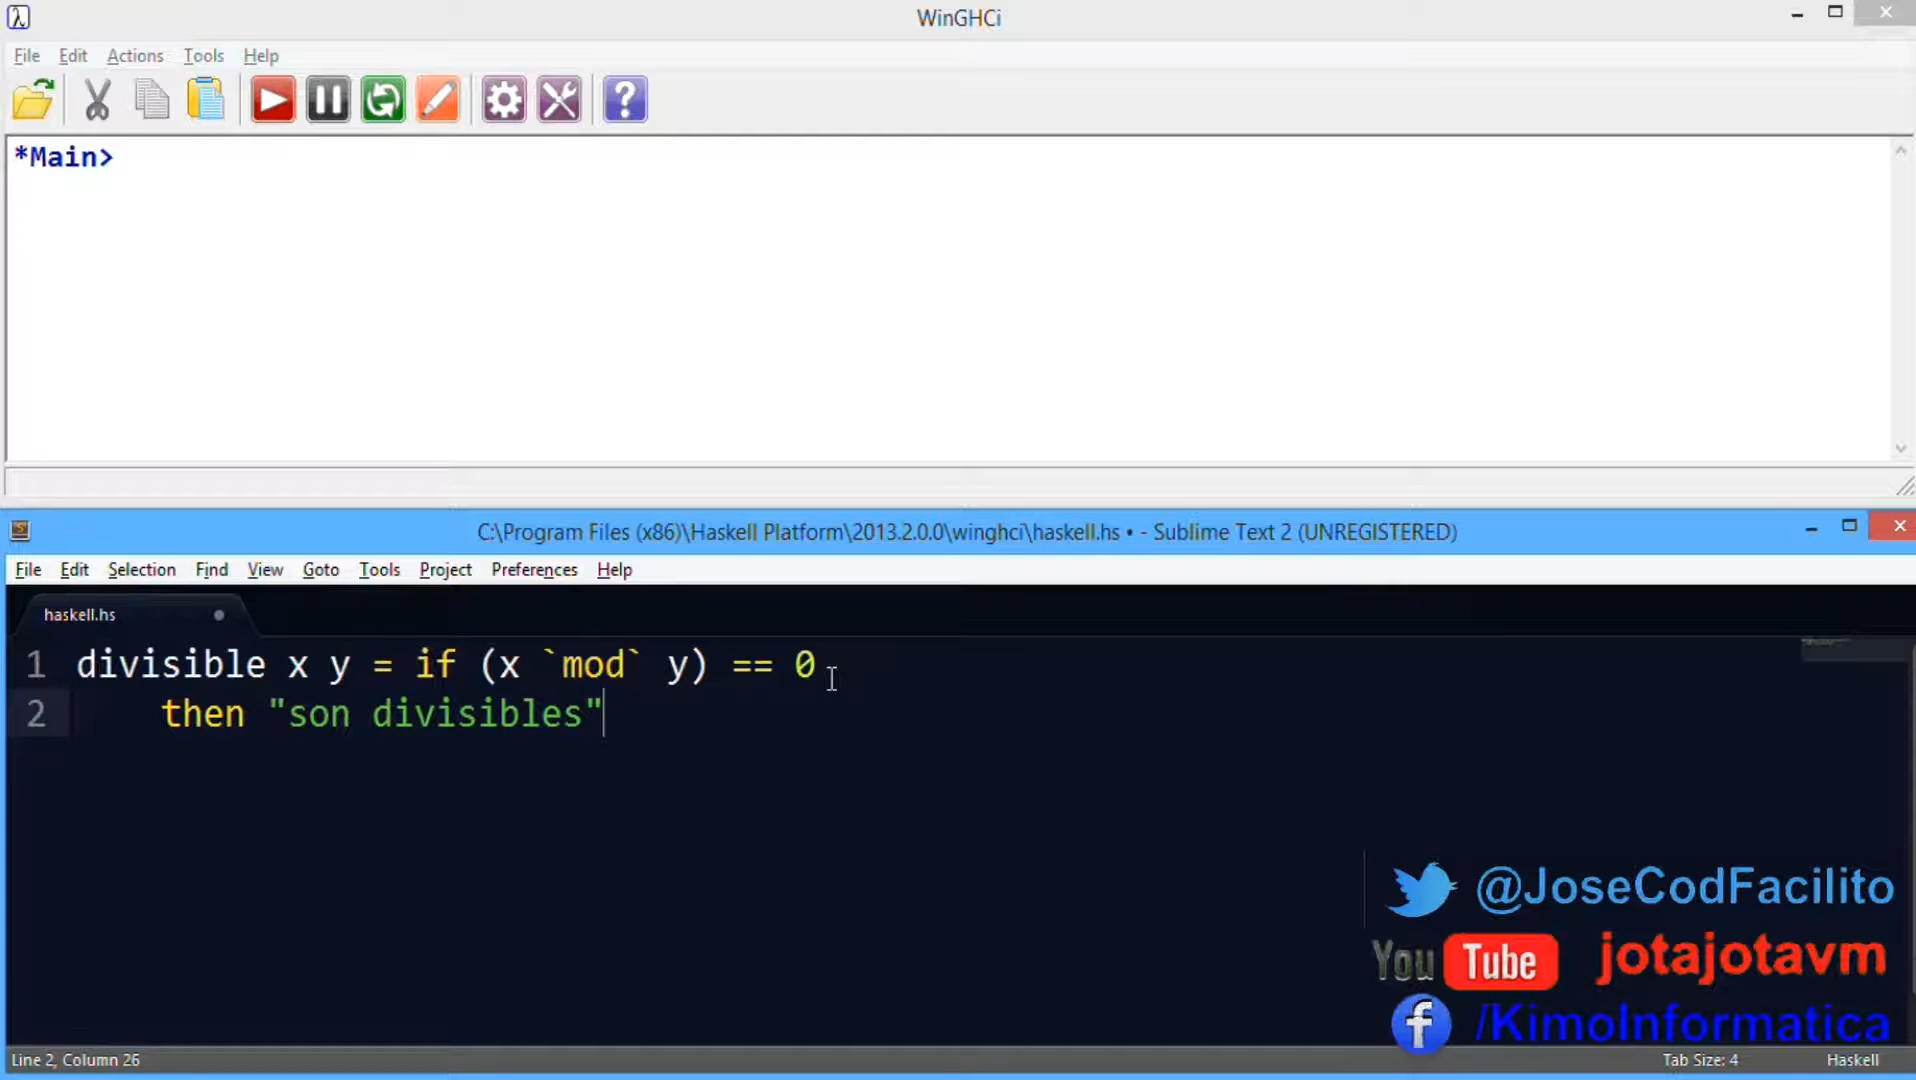 WinGHCi
File Edit Actions Tools Help
*Main>
C:\Program Files (x86)\Haskell Platform\2013.2.0.0\winghci\haskell.hs • - Sublime Text 2 (UNREGISTERED)
File Edit Selection Find View Goto Tools Project Preferences Help
haskell.hs
1 divisible x y = if (x `mod` y) == 0
2 then "son divisibles"
@JoseCodFacilito
You Tube jotajotavm
/KimoInformatica
Line 2, Column 26 Tab Size: 4 Haskell